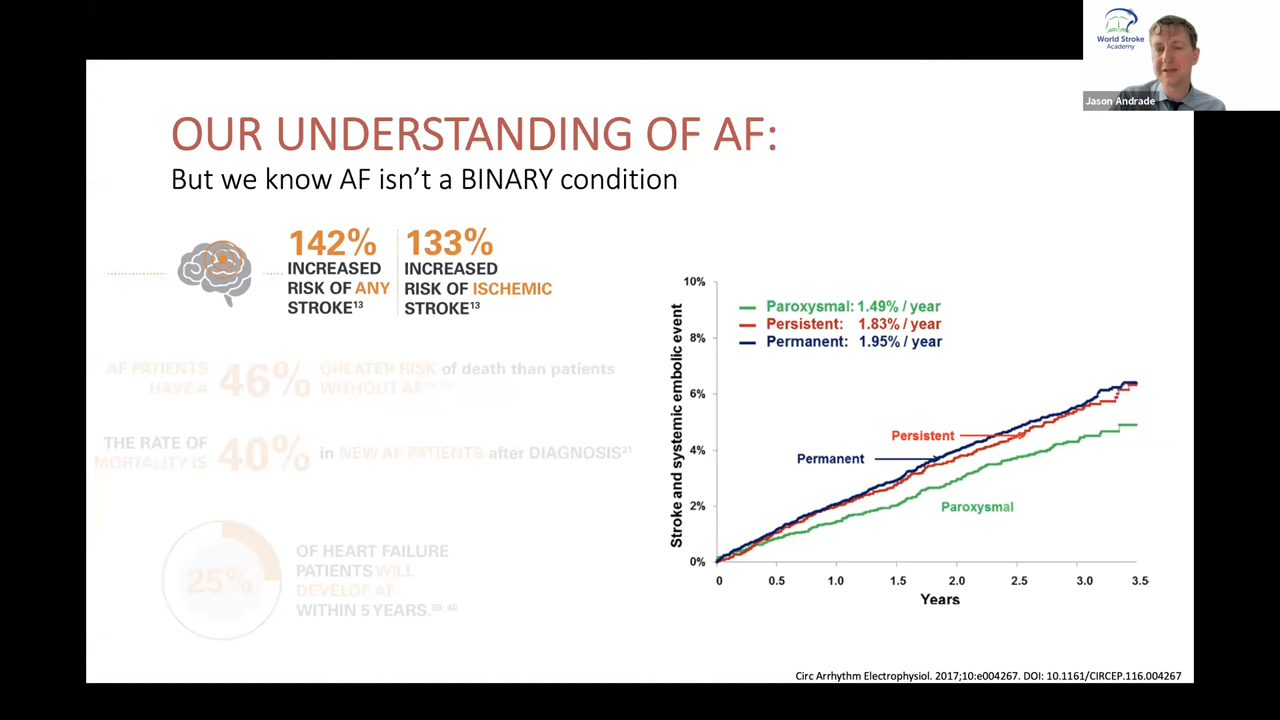 World Stroke
Academy
Jason Andrade
OUR UNDERSTANDING OF AF:
But we know AF isn't a BINARY condition
142%
INCREASED
RISK OF ANY
STROKE¹³
133%
INCREASED
RISK OF ISCHEMIC
STROKE¹³
AF PATIENTS
HAVE A
46%
GREATER RISK of death than patients
WITHOUT AF
THE RATE OF
MORTALITY IS
40%
in NEW AF PATIENTS after DIAGNOSIS³¹
25%
OF HEART FAILURE
PATIENTS WILL
DEVELOP AF
WITHIN 5 YEARS.³⁹﹐⁴⁰
Stroke and systemic embolic event
10%
8%
6%
4%
2%
0%
Paroxysmal: 1.49% / year
Persistent: 1.83% / year
Permanent: 1.95% / year
Persistent
Permanent
Paroxysmal
0 0.5 1.0 1.5 2.0 2.5 3.0 3.5
Years
Circ Arrhythm Electrophysiol. 2017;10:e004267. DOI: 10.1161/CIRCEP.116.004267